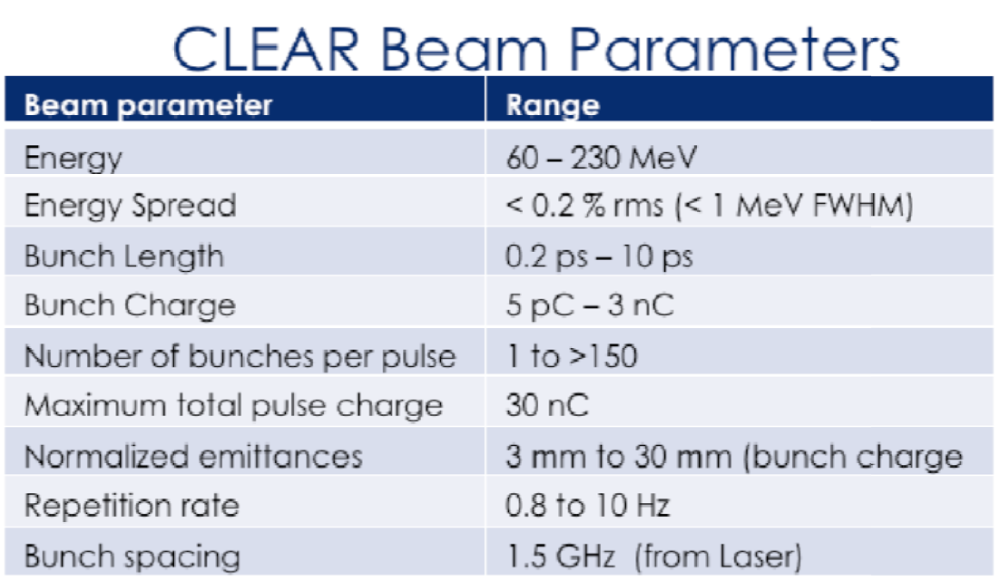 CLEAR Beam Parameters
Beam parameter Range
Energy 60 – 230 MeV
Energy Spread < 0.2 % rms (< 1 MeV FWHM)
Bunch Length 0.2 ps – 10 ps
Bunch Charge 5 pC – 3 nC
Number of bunches per pulse 1 to >150
Maximum total pulse charge 30 nC
Normalized emittances 3 mm to 30 mm (bunch charge
Repetition rate 0.8 to 10 Hz
Bunch spacing 1.5 GHz (from Laser)